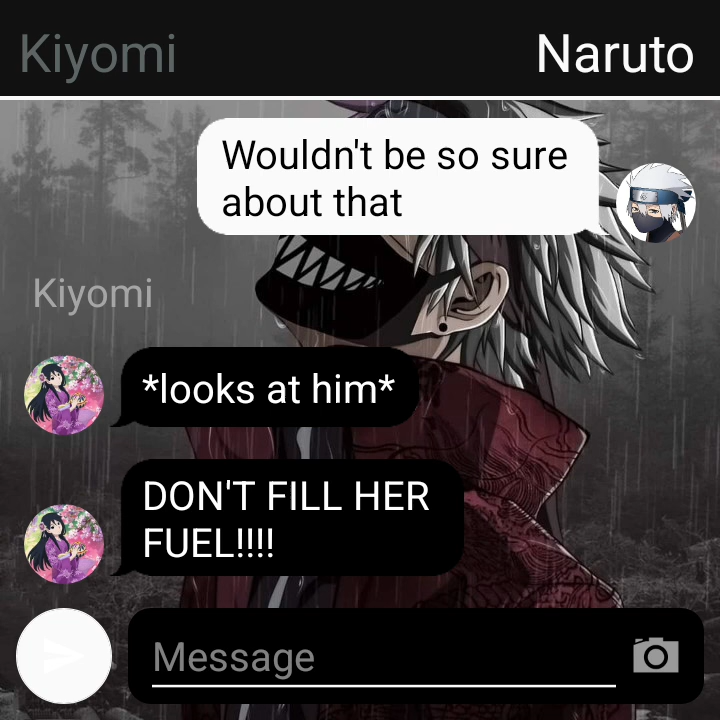 Kiyomi
Naruto
Wouldn't be so sure
about that
Kiyomi
*looks at him*
DON'T FILL HER
FUEL!!!!
Message